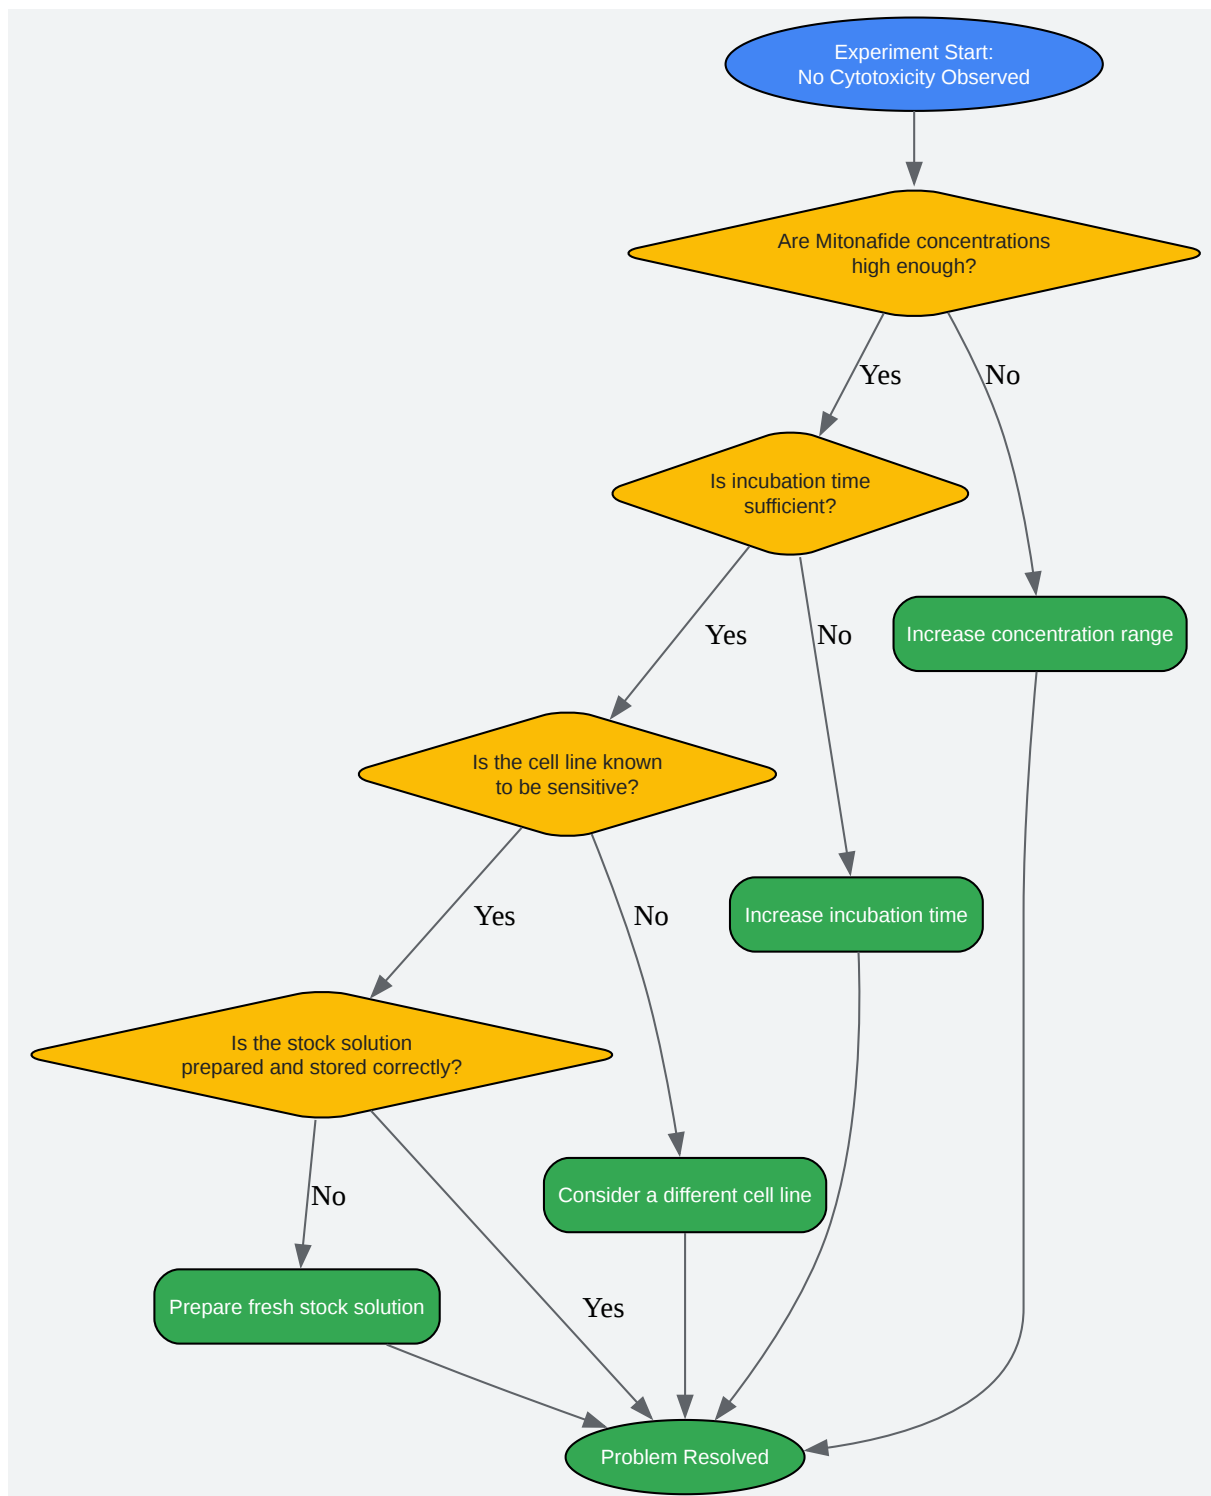 Experiment Start:
No Cytotoxicity Observed
Are Mitonafide concentrations
high enough?
Yes
No
Is incubation time
sufficient?
Yes
No
Increase concentration range
Is the cell line known
to be sensitive?
Yes
No
Increase incubation time
Is the stock solution
prepared and stored correctly?
No
Consider a different cell line
Prepare fresh stock solution
Yes
Problem Resolved